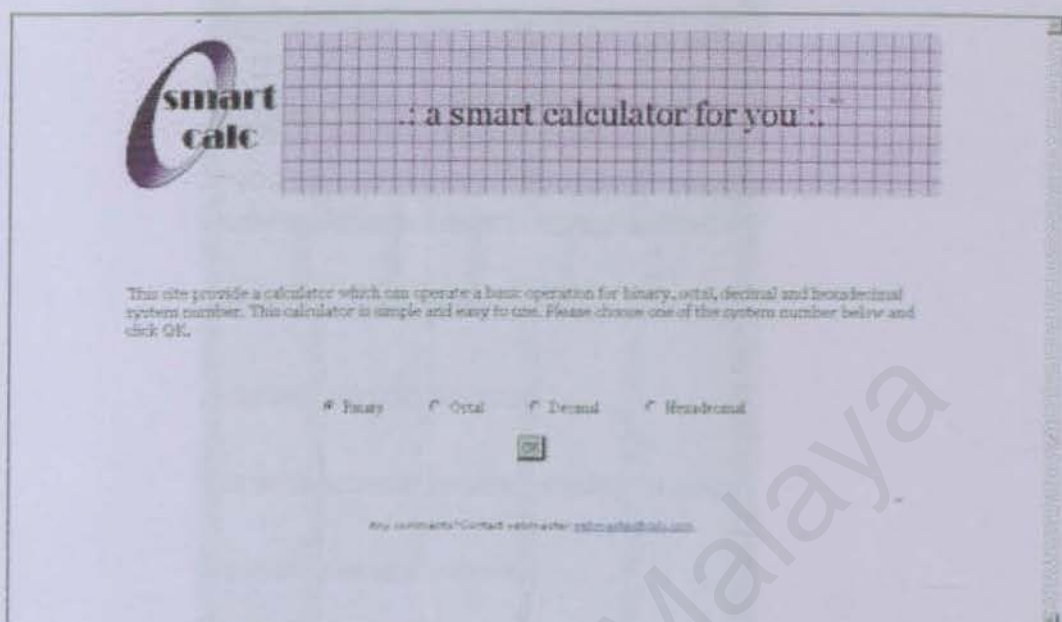 smart
calc
.: a smart calculator for you :.
This site provide a calculator which can operate a basic operation for binary, octal, decimal and hexadecimal
system number. This calculator is simple and easy to use. Please choose one of the system number below and
click OK.
Binary Octal Decimal Hexadecimal
OK
Any comments? Contact webmaster
Malaya